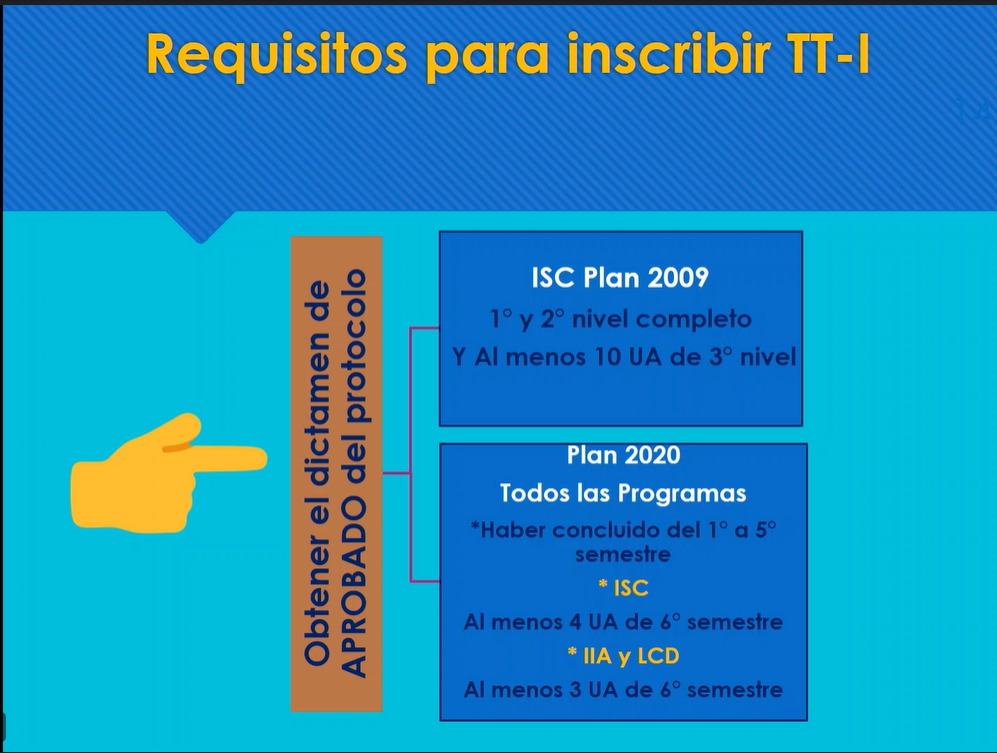 Requisitos para inscribir TT-I
14
Obtener el dictamen de
APROBADO del protocolo
ISC Plan 2009
1° y 2° nivel completo
Y Al menos 10 UA de 3° nivel
Plan 2020
Todos las Programas
*Haber concluido del 1° a 5°
semestre
* ISC
Al menos 4 UA de 6° semestre
* IIA y LCD
Al menos 3 UA de 6° semestre